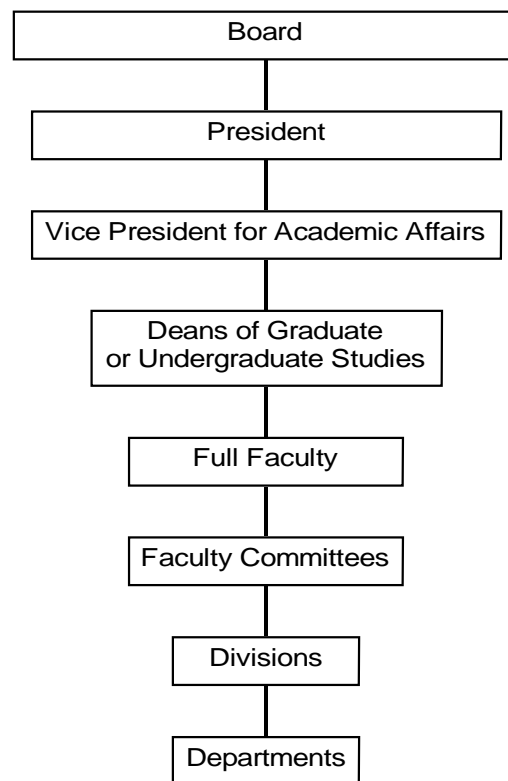 Board
President
Vice President for Academic Affairs
Deans of Graduate
or Undergraduate Studies
Full Faculty
Faculty Committees
Divisions
Departments